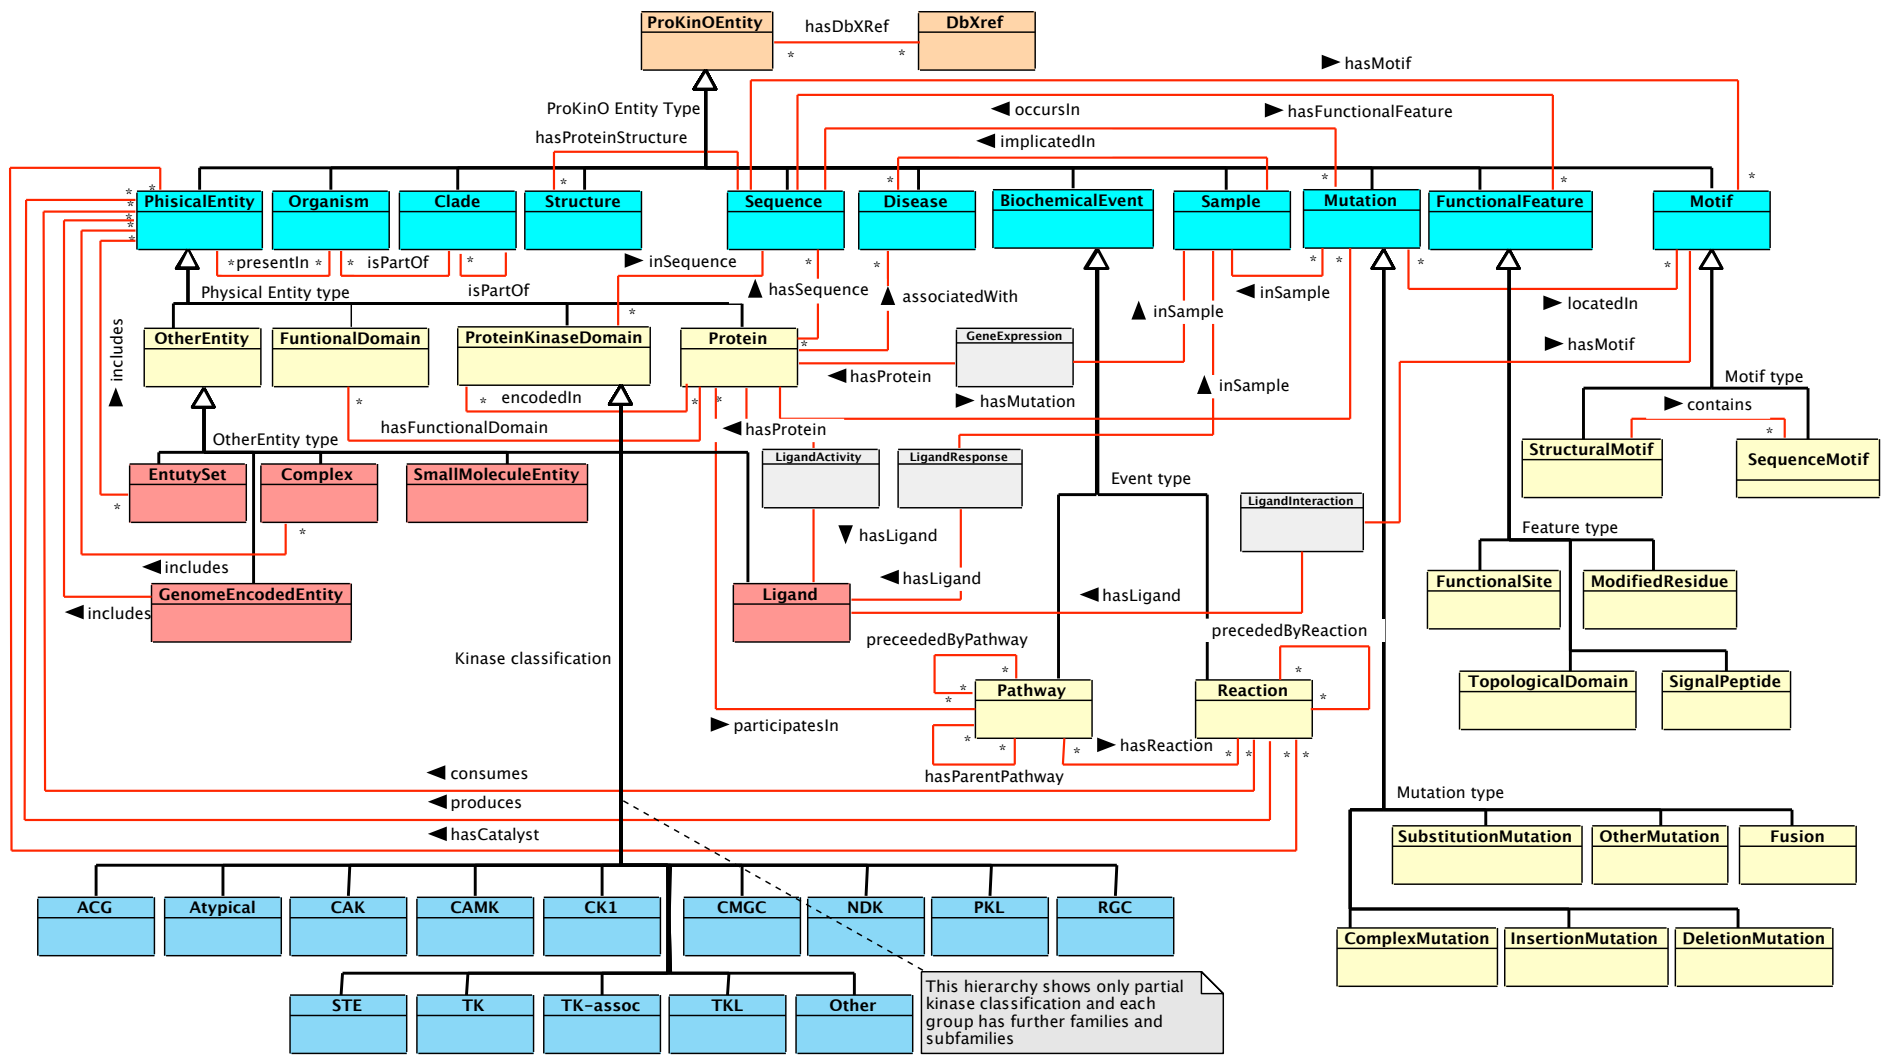 ProKinOEntity
hasDbXRef
DbXref
* *
hasMotif
ProKinO Entity Type
occursIn
hasFunctionalFeature
hasProteinStructure
implicatedIn
PhisicalEntity
Organism
Clade
Structure
Sequence
Disease
BiochemicalEvent
Sample
Mutation
FunctionalFeature
Motif
* presentIn *
* isPartOf
*
inSequence
Physical Entity type
isPartOf
hasSequence
associatedWith
inSample
inSample
locatedIn
includes
OtherEntity
FuntionalDomain
ProteinKinaseDomain
Protein
GeneExpression
hasMotif
hasProtein
inSample
Motif type
* encodedIn *
hasMutation
contains
hasFunctionalDomain
hasProtein
OtherEntity type
StructuralMotif
SequenceMotif
EntutySet
Complex
SmallMoleculeEntity
LigandActivity
LigandResponse
Event type
LigandInteraction
Feature type
hasLigand
includes
hasLigand
FunctionalSite
ModifiedResidue
GenomeEncodedEntity
Ligand
hasLigand
includes
preceededByPathway
precededByReaction
Kinase classification
Pathway
Reaction
TopologicalDomain
SignalPeptide
participatesIn
hasReaction
hasParentPathway
consumes
produces
Mutation type
hasCatalyst
SubstitutionMutation
OtherMutation
Fusion
ACG
Atypical
CAK
CAMK
CK1
CMGC
NDK
PKL
RGC
ComplexMutation
InsertionMutation
DeletionMutation
STE
TK
TK-assoc
TKL
Other
This hierarchy shows only partial
kinase classification and each
group has further families and
subfamilies